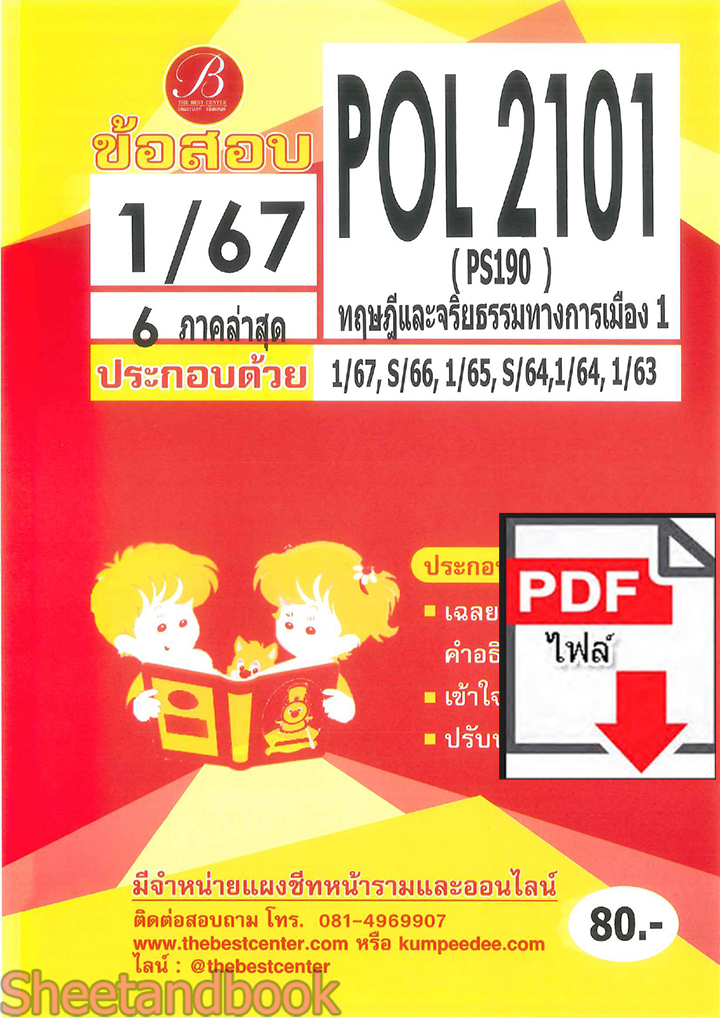 B
THE BEST CENTER
ข้อสอบ
1/67
6 ภาคล่าสุด
ประกอบด้วย
POL 2101
( PS190 )
ทฤษฎีและจริยธรรมทางการเมือง 1
1/67, S/66, 1/65, S/64,1/64, 1/63
ประกอ
■ เฉลย
คำอธิ
■ เข้าใจ
■ ปรับ
PDF
ไฟล์
มีจำหน่ายแผงชีทหน้ารามและออนไลน์
ติดต่อสอบถาม โทร. 081-4969907
www.thebestcenter.com หรือ kumpeedee.com
ไลน์ : @thebestcenter
80.-
Sheetandbook